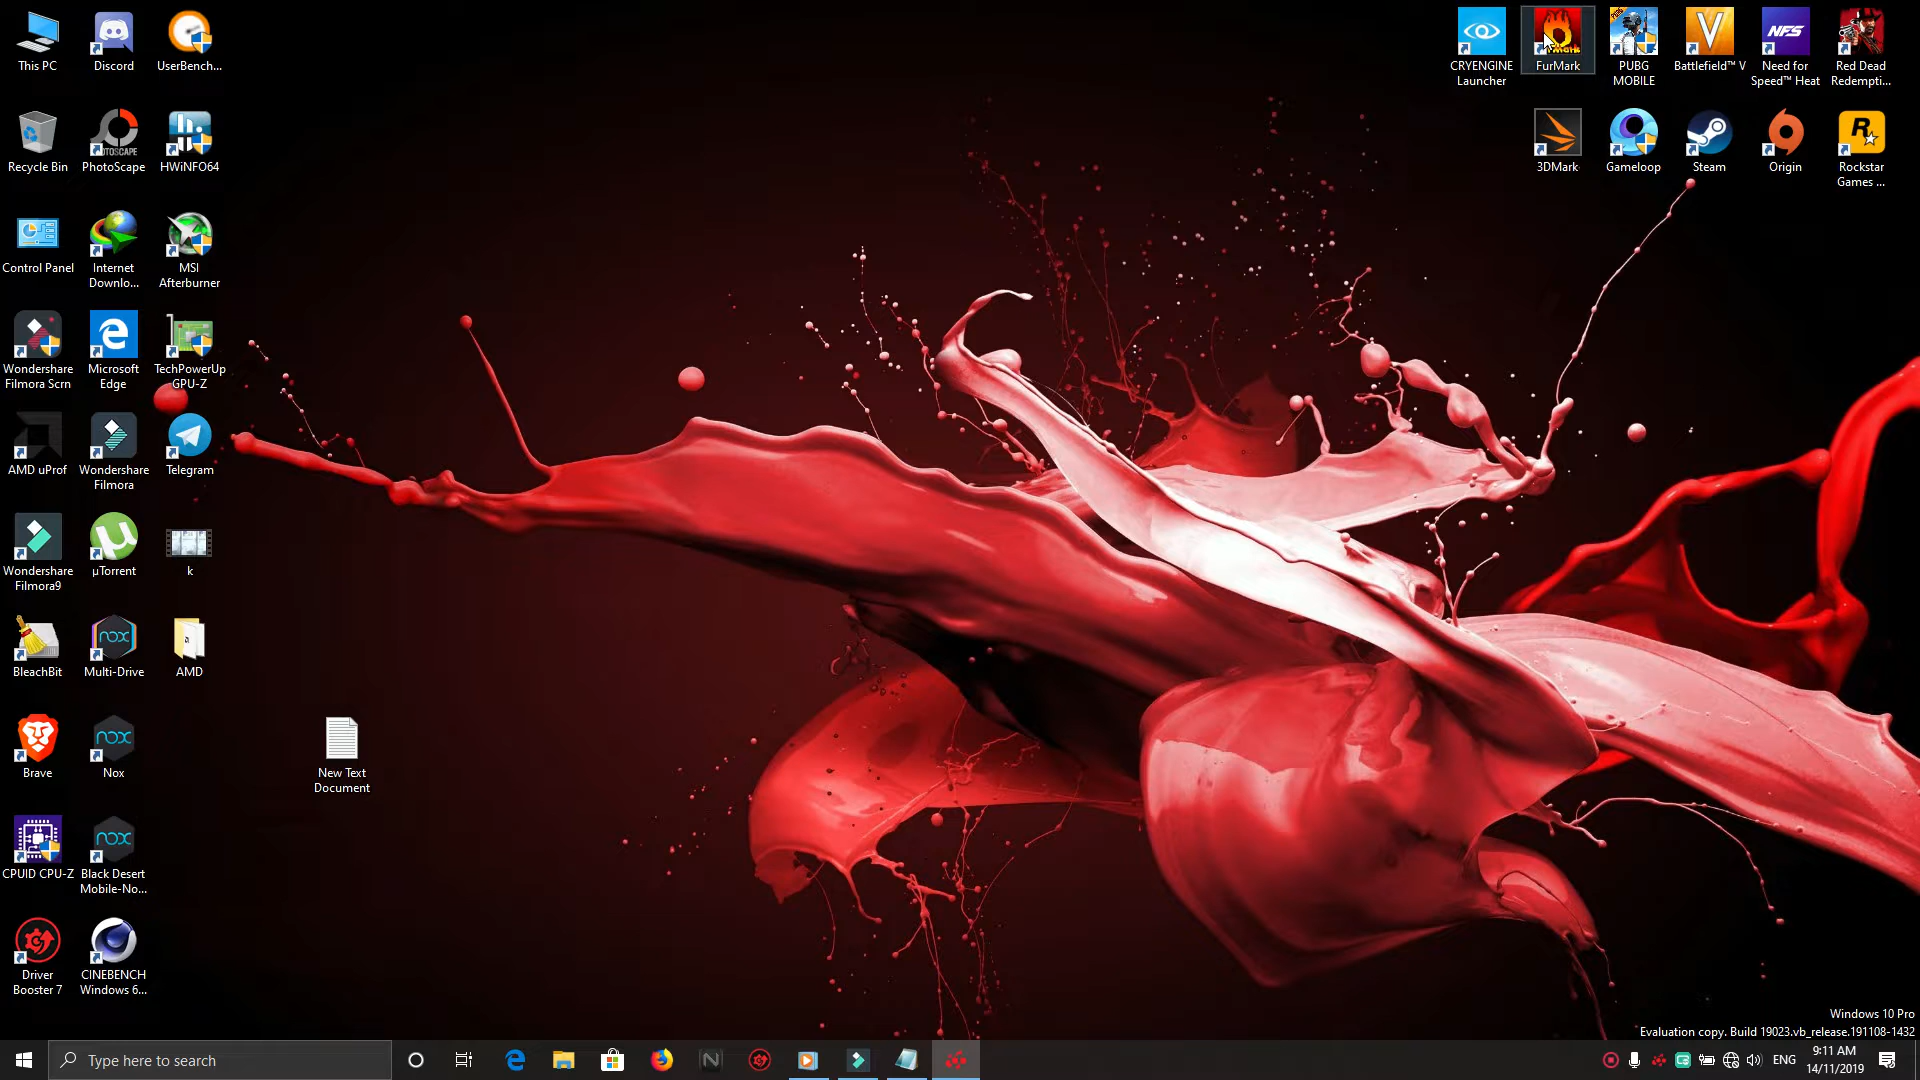 This PC
Discord
UserBench...
Recycle Bin
PhotoScape
HWiNFO64
Control Panel
Internet
Downlo...
MSI
Afterburner
Wondershare
Filmora Scrn
Microsoft
Edge
TechPowerUp
GPU-Z
AMD uProf
Wondershare
Filmora
Telegram
Wondershare
Filmora9
µTorrent
k
BleachBit
Multi-Drive
AMD
Brave
Nox
New Text
Document
CPUID CPU-Z
Black Desert
Mobile-No...
Driver
Booster 7
CINEBENCH
Windows 6...
CRYENGINE
Launcher
FurMark
PUBG
MOBILE
Battlefield™ V
Need for
Speed™ Heat
Red Dead
Redempti...
3DMark
Gameloop
Steam
Origin
Rockstar
Games ...
nox
nox
nox
NFS
V
R
Windows 10 Pro
Evaluation copy. Build 19023.vb_release.191108-1432
Type here to search
ENG
9:11 AM
14/11/2019